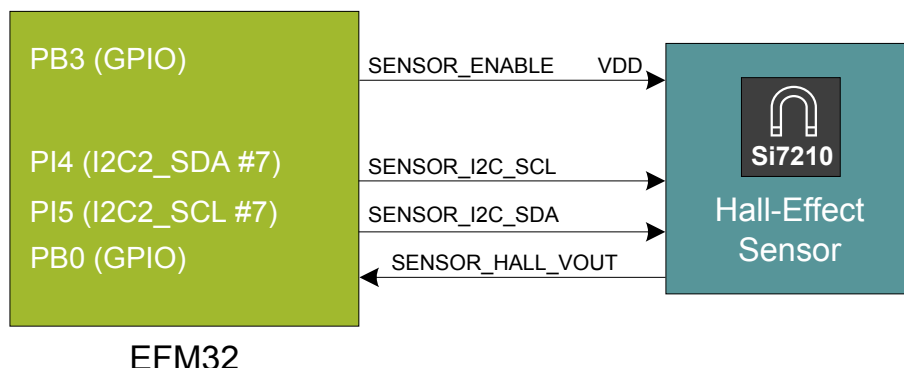 PB3 (GPIO)
SENSOR_ENABLE VDD
PI4 (I2C2_SDA #7)
SENSOR_I2C_SCL
PI5 (I2C2_SCL #7)
SENSOR_I2C_SDA
PB0 (GPIO)
SENSOR_HALL_VOUT
Si7210
Hall-Effect
Sensor
EFM32